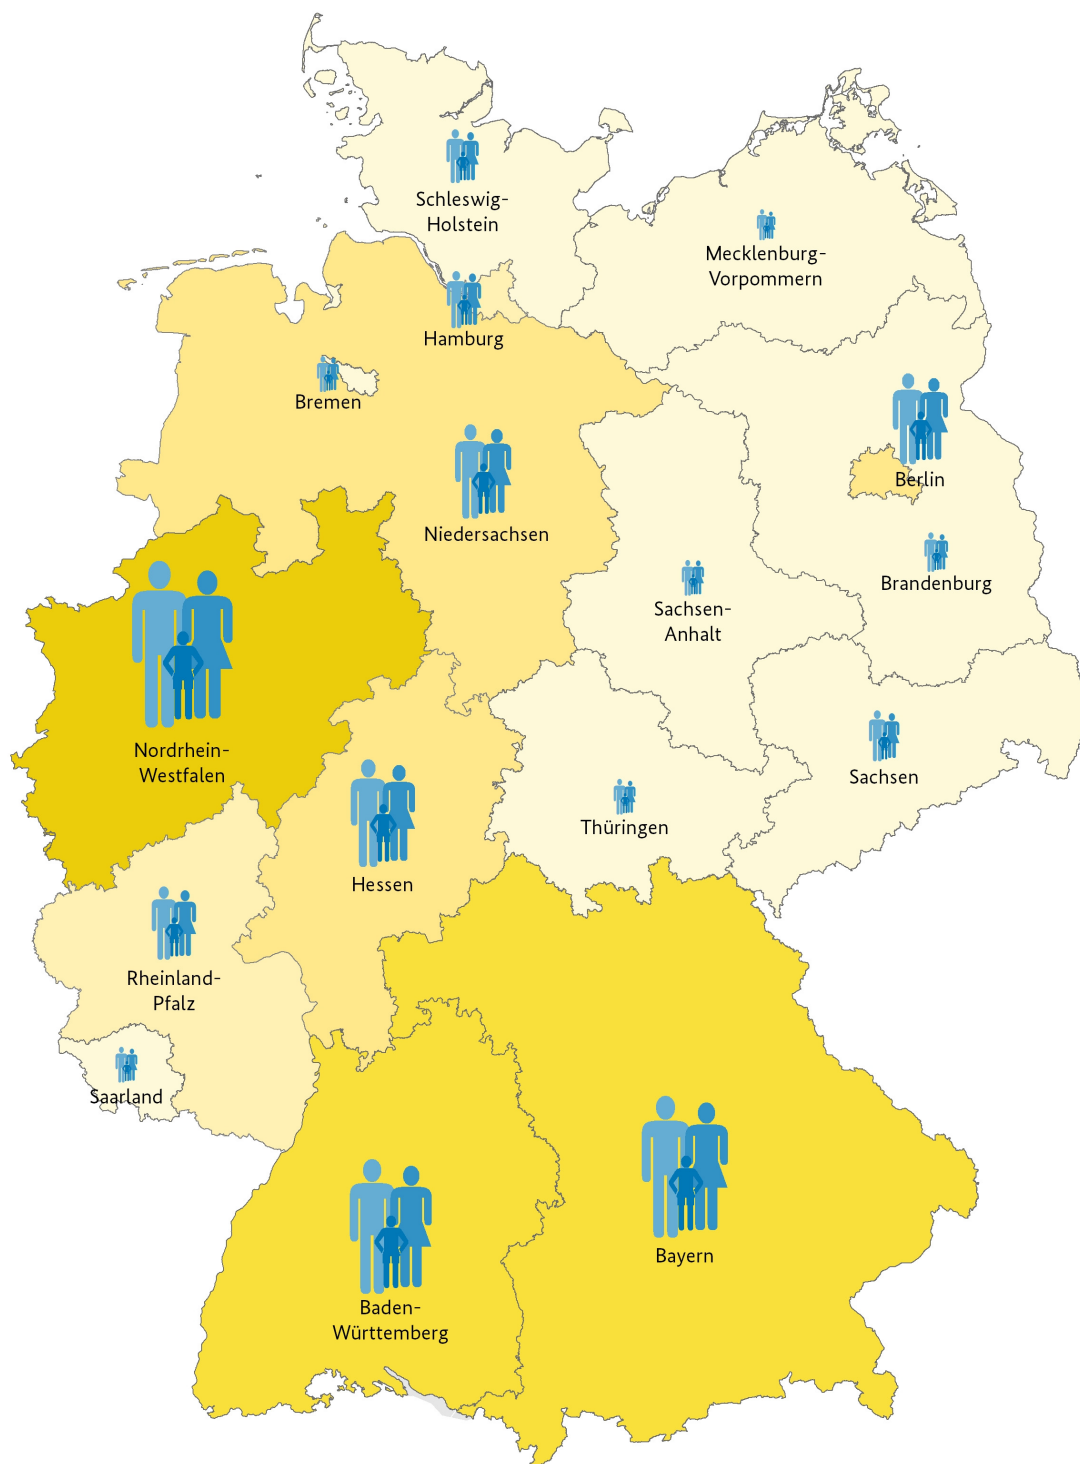 Schleswig-
Holstein
Mecklenburg-
Vorpommern
Hamburg
Bremen
Berlin
Niedersachsen
Brandenburg
Sachsen-
Anhalt
Nordrhein-
Westfalen
Sachsen
Thüringen
Hessen
Rheinland-
Pfalz
Saarland
Bayern
Baden-
Württemberg